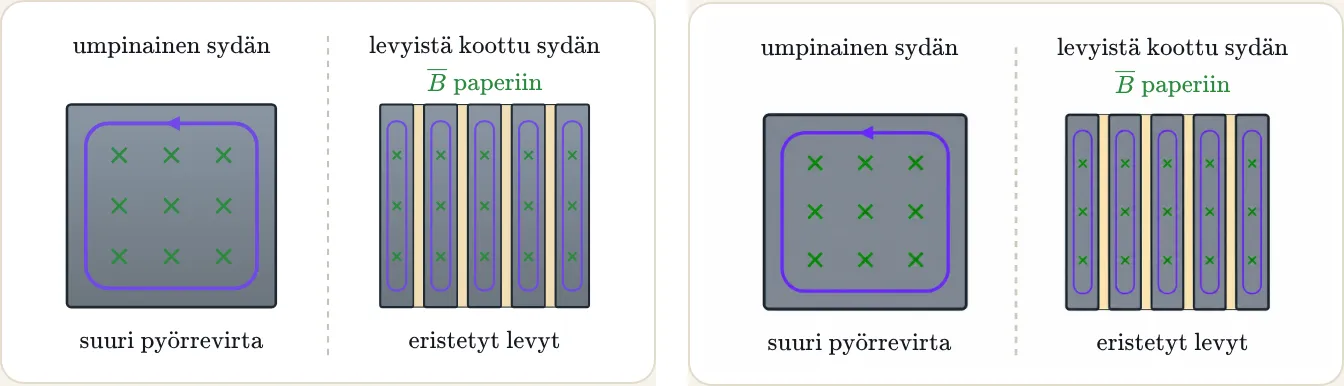 umpinainen sydän
levyistä koottu sydän
B̅ paperiin
suuri pyörrevirta
eristetyt levyt
umpinainen sydän
levyistä koottu sydän
B̅ paperiin
suuri pyörrevirta
eristetyt levyt